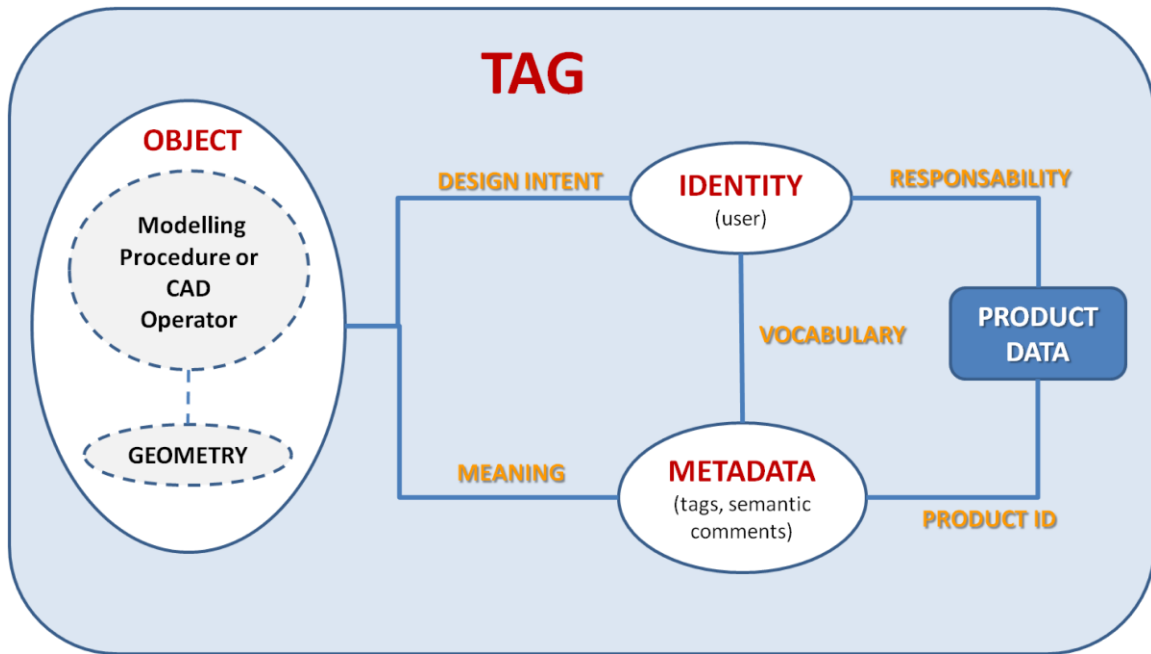 TAG
OBJECT
Modelling
Procedure or
CAD
Operator
GEOMETRY
DESIGN INTENT
IDENTITY
(user)
RESPONSABILITY
VOCABULARY
PRODUCT
DATA
MEANING
METADATA
(tags, semantic
comments)
PRODUCT ID